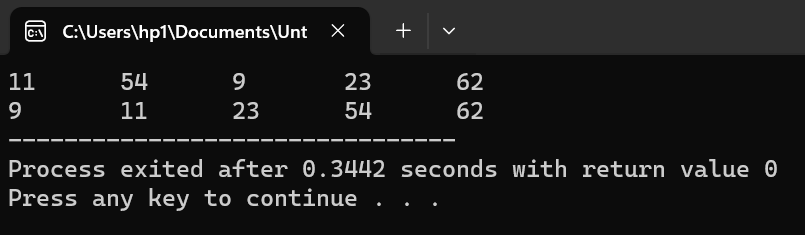 C:\Users\hp1\Documents\Unt
11 54 9 23 62
9 11 23 54 62
--------------------------------
Process exited after 0.3442 seconds with return value 0
Press any key to continue . . .